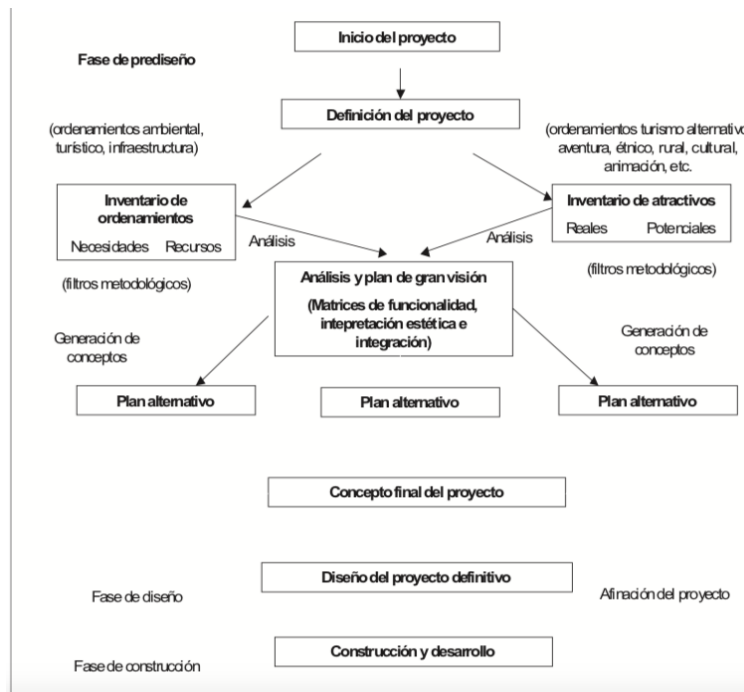 Inicio del proyecto
Fase de prediseño
Definición del proyecto
(ordenamientos ambiental,
turístico, infraestructura)
(ordenamientos turismo alternativo
aventura, étnico, rural, cultural,
animación, etc.
Inventario de
ordenamientos
Necesidades Recursos
Inventario de atractivos
Reales Potenciales
Análisis
Análisis
(filtros metodológicos)
(filtros metodológicos)
Análisis y plan de gran visión
(Matrices de funcionalidad,
intepretación estética e
integración)
Generación de
conceptos
Generación de
conceptos
Plan alternativo
Plan alternativo
Plan alternativo
Concepto final del proyecto
Diseño del proyecto definitivo
Fase de diseño
Afinación del proyecto
Construcción y desarrollo
Fase de construcción